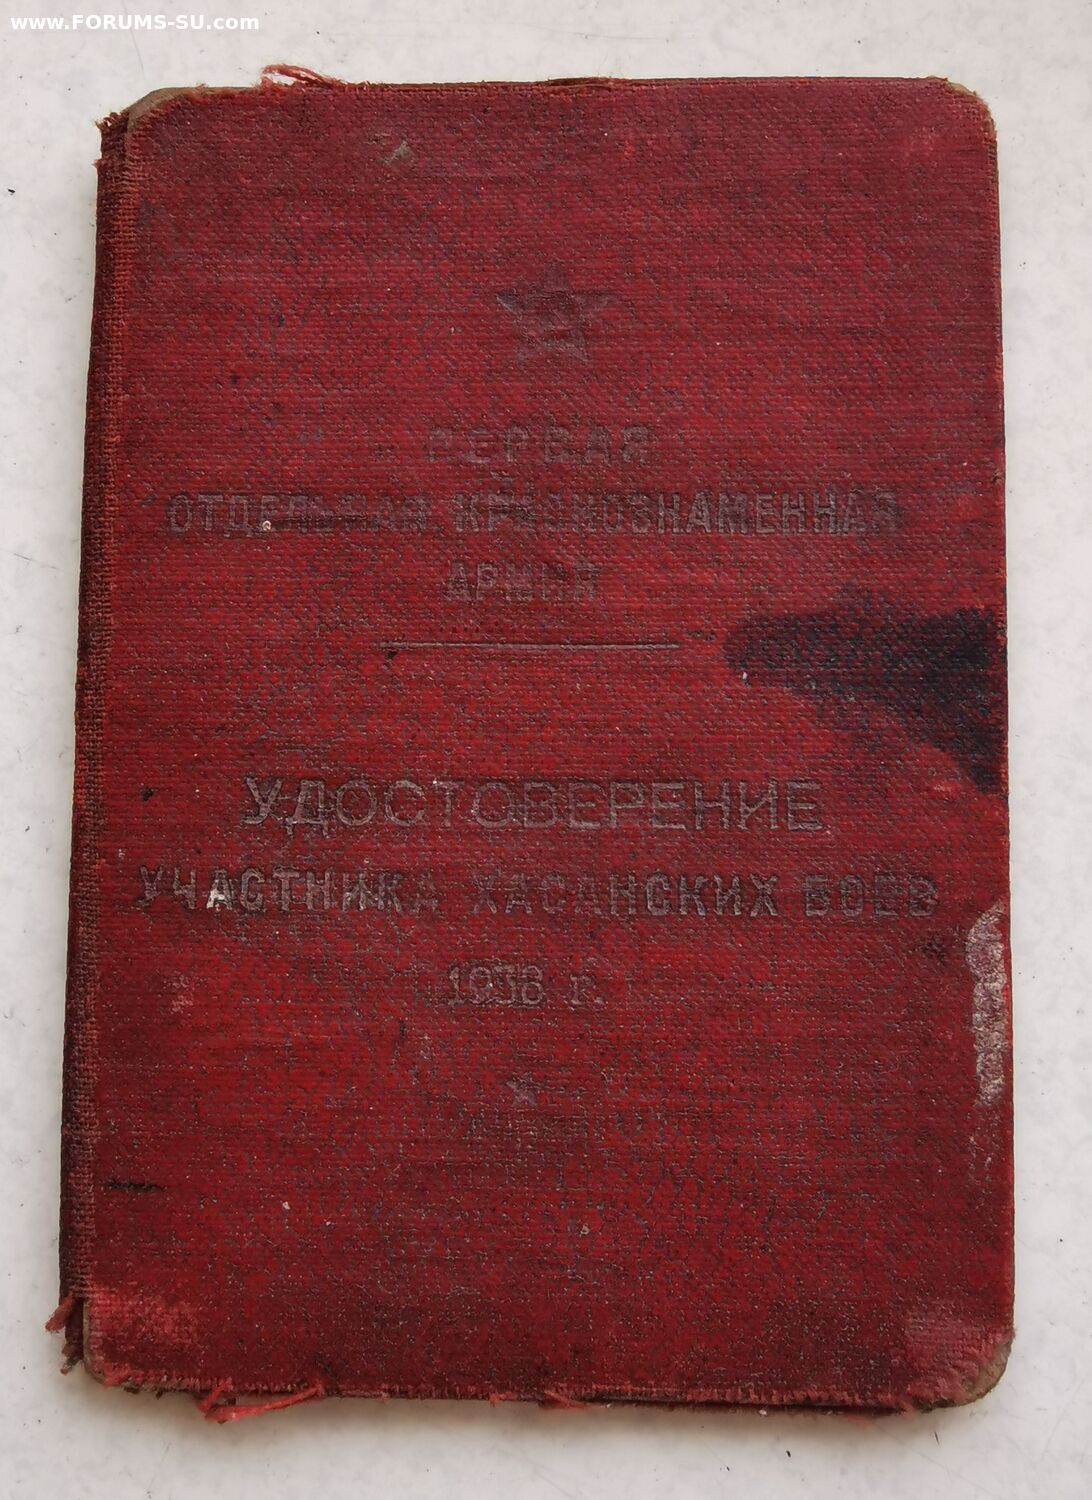 www.FORUMS-SU.com
ПЕРВАЯ
ОТДЕЛЬНАЯ КРАСНОЗНАМЕННАЯ
АРМИЯ
УДОСТОВЕРЕНИЕ
УЧАСТНИКА ХАСАНСКИХ БОЕВ
1938 г.